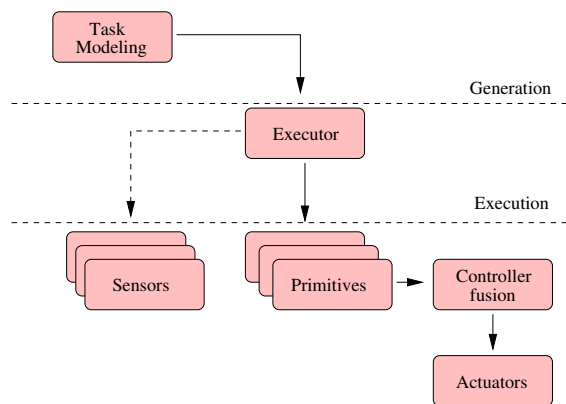 Task
Modeling
Generation
Executor
Execution
Sensors
Primitives
Controller
fusion
Actuators